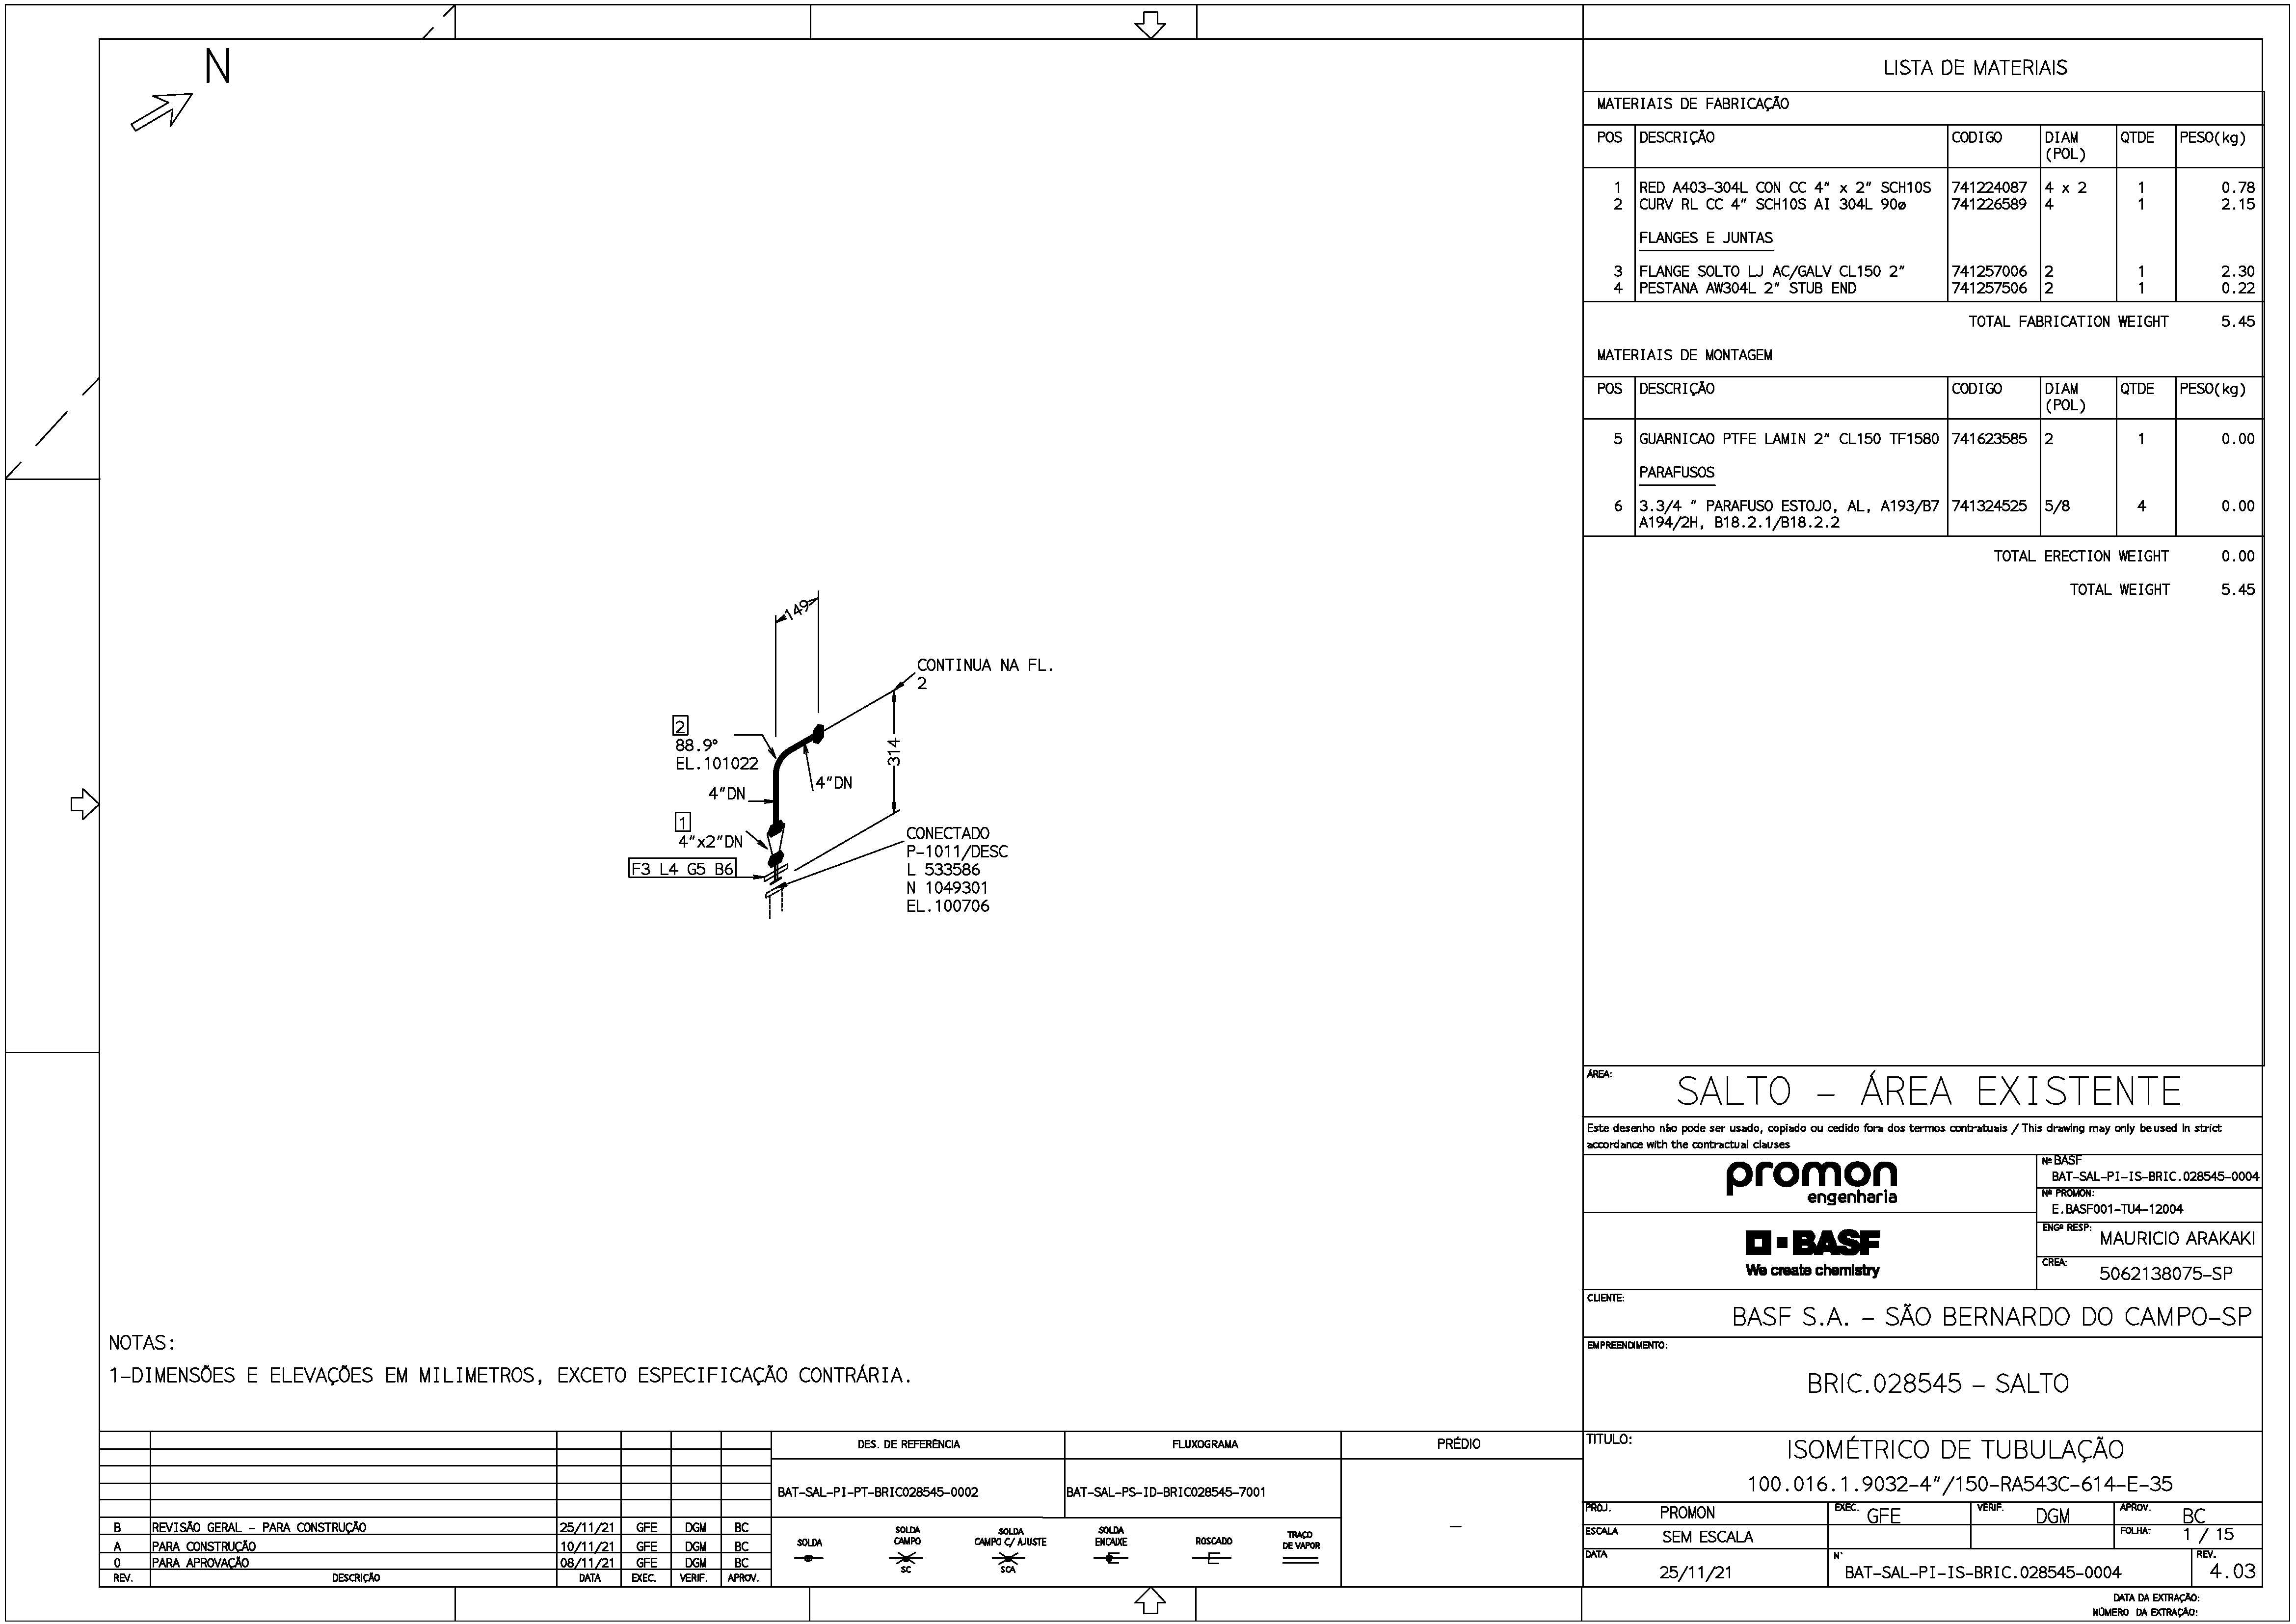 N
LISTA DE MATERIAIS
MATERIAIS DE FABRICAÇÃO
POS DESCRIÇÃO CODIGO DIAM (POL) QTDE PESO(kg)
1 RED A403-304L CON CC 4" x 2" SCH10S 741224087 4 x 2 1 0.78
2 CURV RL CC 4" SCH10S AI 304L 90ø 741226589 4 1 2.15
FLANGES E JUNTAS
3 FLANGE SOLTO LJ AC/GALV CL150 2" 741257006 2 1 2.30
4 PESTANA AW304L 2" STUB END 741257506 2 1 0.22
TOTAL FABRICATION WEIGHT 5.45
MATERIAIS DE MONTAGEM
POS DESCRIÇÃO CODIGO DIAM (POL) QTDE PESO(kg)
5 GUARNICAO PTFE LAMIN 2" CL150 TF1580 741623585 2 1 0.00
PARAFUSOS
6 3.3/4 " PARAFUSO ESTOJO, AL, A193/B7 741324525 5/8 4 0.00
A194/2H, B18.2.1/B18.2.2
TOTAL ERECTION WEIGHT 0.00
TOTAL WEIGHT 5.45
149
CONTINUA NA FL.
2
2
88.9°
EL.101022
314
4"DN
4"DN
1
4"x2"DN
F3 L4 G5 B6
CONECTADO
P-1011/DESC
L 533586
N 1049301
EL.100706
NOTAS:
1-DIMENSÕES E ELEVAÇÕES EM MILIMETROS, EXCETO ESPECIFICAÇÃO CONTRÁRIA.
ÁREA:
SALTO - ÁREA EXISTENTE
Este desenho não pode ser usado, copiado ou cedido fora dos termos contratuais / This drawing may only be used in strict
accordance with the contractual clauses
promon
engenharia
Nº BASF
BAT-SAL-PI-IS-BRIC.028545-0004
Nº PROMON:
E.BASF001-TU4-12004
BASF
We create chemistry
ENGº RESP:
MAURICIO ARAKAKI
CREA:
5062138075-SP
CLIENTE:
BASF S.A. - SÃO BERNARDO DO CAMPO-SP
EMPREENDIMENTO:
BRIC.028545 - SALTO
TITULO:
ISOMÉTRICO DE TUBULAÇÃO
100.016.1.9032-4"/150-RA543C-614-E-35
PROJ. PROMON EXEC. GFE VERIF. DGM APROV. BC
ESCALA SEM ESCALA FOLHA: 1 / 15
DATA 25/11/21 N° BAT-SAL-PI-IS-BRIC.028545-0004 REV. 4.03
DATA DA EXTRAÇÃO:
NÚMERO DA EXTRAÇÃO:
B REVISÃO GERAL - PARA CONSTRUÇÃO 25/11/21 GFE DGM BC
A PARA CONSTRUÇÃO 10/11/21 GFE DGM BC
0 PARA APROVAÇÃO 08/11/21 GFE DGM BC
REV. DESCRIÇÃO DATA EXEC. VERIF. APROV.
DES. DE REFERÊNCIA FLUXOGRAMA PRÉDIO
BAT-SAL-PI-PT-BRIC028545-0002 BAT-SAL-PS-ID-BRIC028545-7001 -
SOLDA
SOLDA CAMPO
SC
SOLDA CAMPO C/ AJUSTE
SCA
SOLDA ENCAIXE
ROSCADO
TRAÇO DE VAPOR